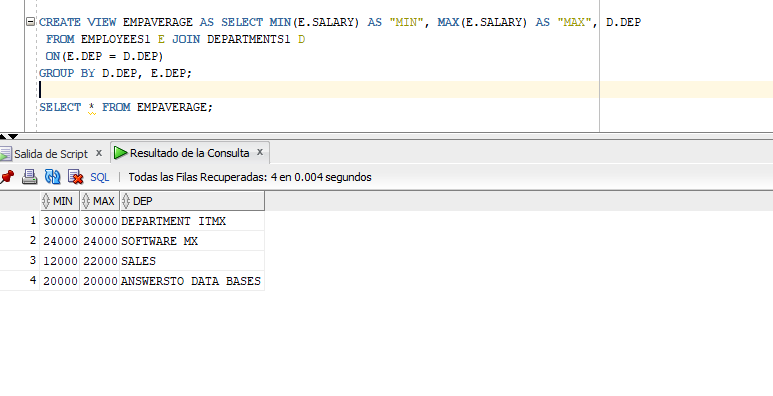 CREATE VIEW EMPAVERAGE AS SELECT MIN(E.SALARY) AS "MIN", MAX(E.SALARY) AS "MAX", D.DEP
FROM EMPLOYEES1 E JOIN DEPARTMENTS1 D
ON(E.DEP = D.DEP)
GROUP BY D.DEP, E.DEP;
SELECT * FROM EMPAVERAGE;
Salida de Script x Resultado de la Consulta x
SQL | Todas las Filas Recuperadas: 4 en 0.004 segundos
MIN MAX DEP
1 30000 30000 DEPARTMENT ITMX
2 24000 24000 SOFTWARE MX
3 12000 22000 SALES
4 20000 20000 ANSWERSTO DATA BASES